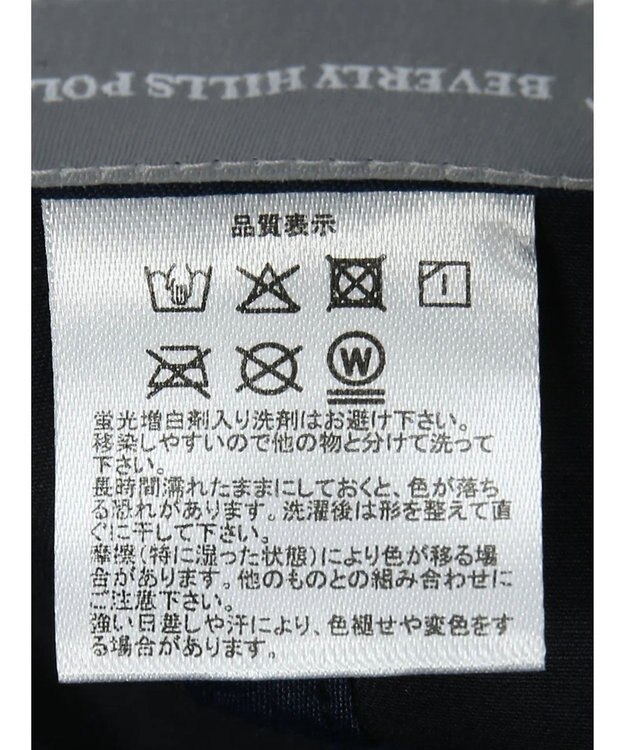 BEVERLY HILLS POL
品質表示
W
蛍光増白剤入り洗剤はお避け下さい。
移染しやすいので他の物と分けて洗って
下さい。
長時間濡れたままにしておくと、色が落ち
る恐れがあります。洗濯後は形を整えて直
ぐに干して下さい。
摩擦(特に湿った状態)により色が移る場
合があります。他のものとの組み合わせに
ご注意下さい。
強い日差しや汗により、色褪せや変色をす
る場合があります。